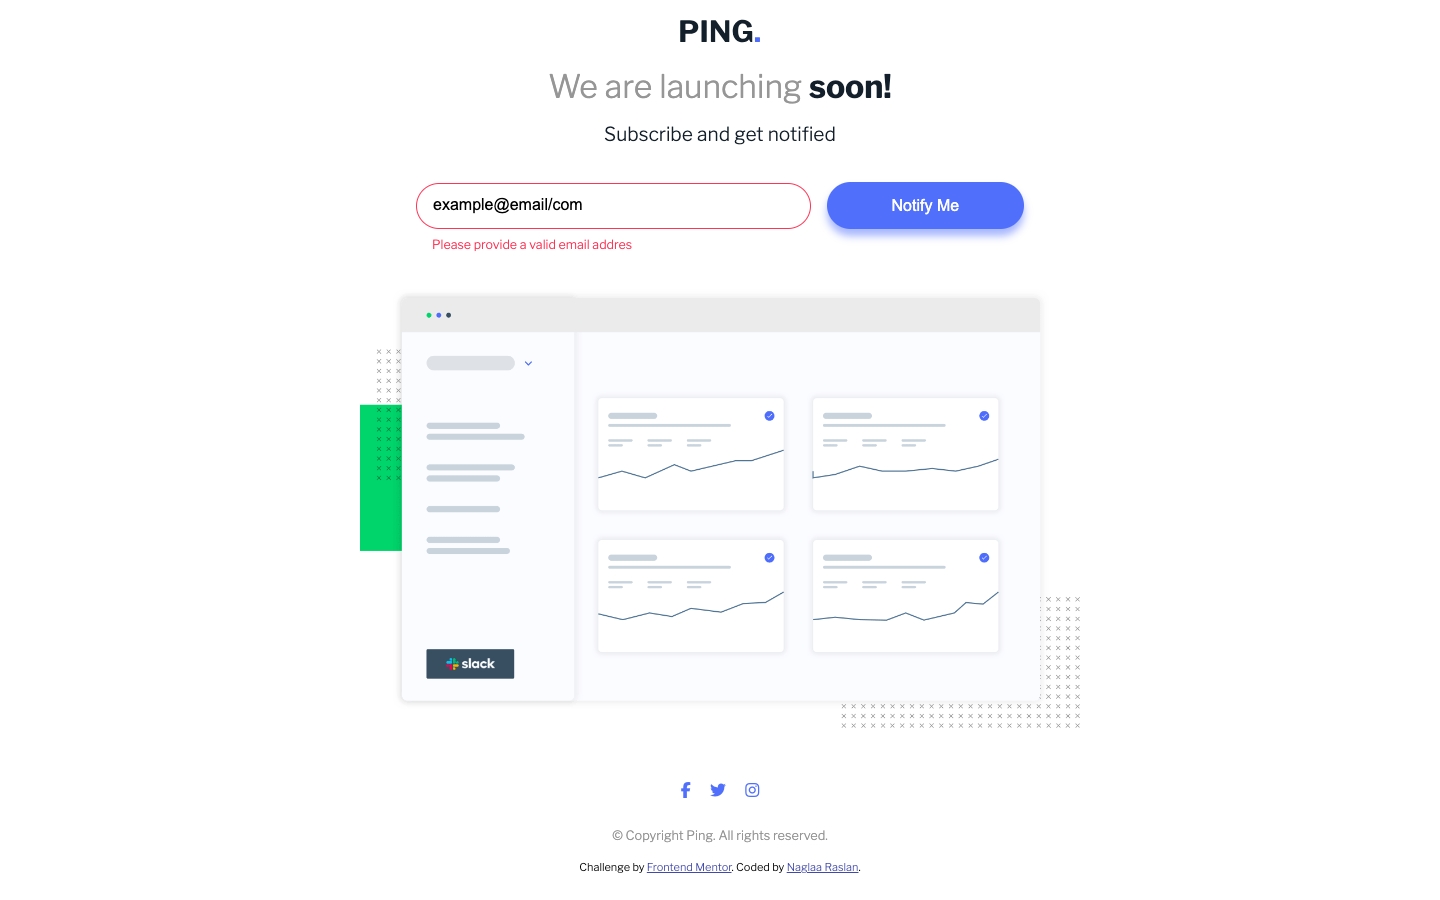 PING.
We are launching soon!
Subscribe and get notified
example@email/com
Notify Me
Please provide a valid email addres
slack
© Copyright Ping. All rights reserved.
Challenge by Frontend Mentor. Coded by Naglaa Raslan.